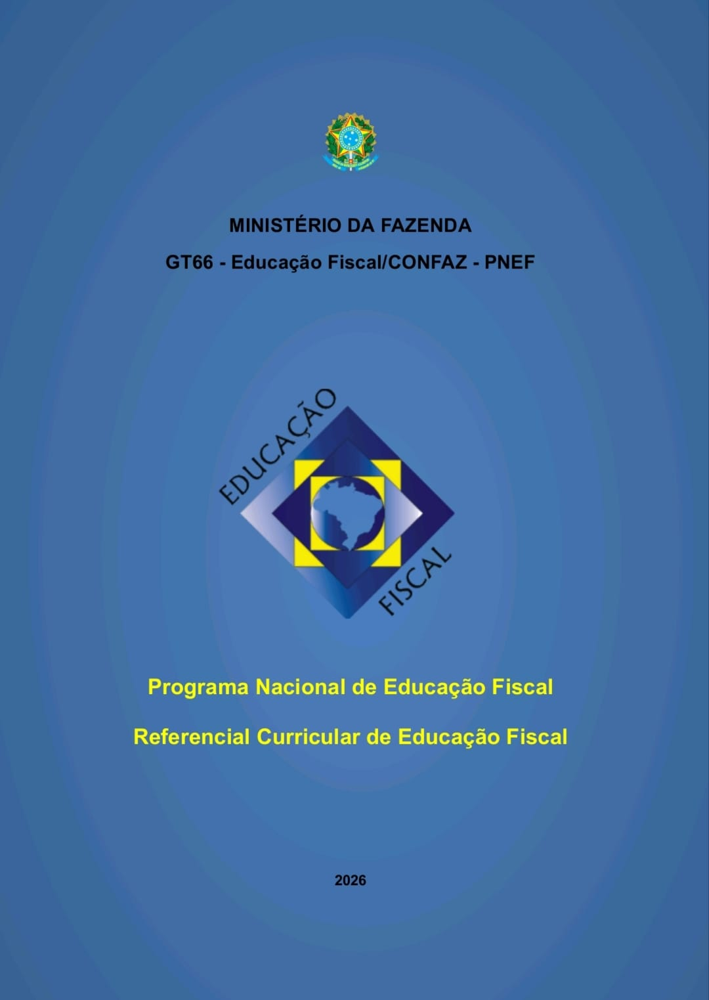 MINISTÉRIO DA FAZENDA
GT66 - Educação Fiscal/CONFAZ - PNEF
EDUCAÇÃO
FISCAL
Programa Nacional de Educação Fiscal
Referencial Curricular de Educação Fiscal
2026